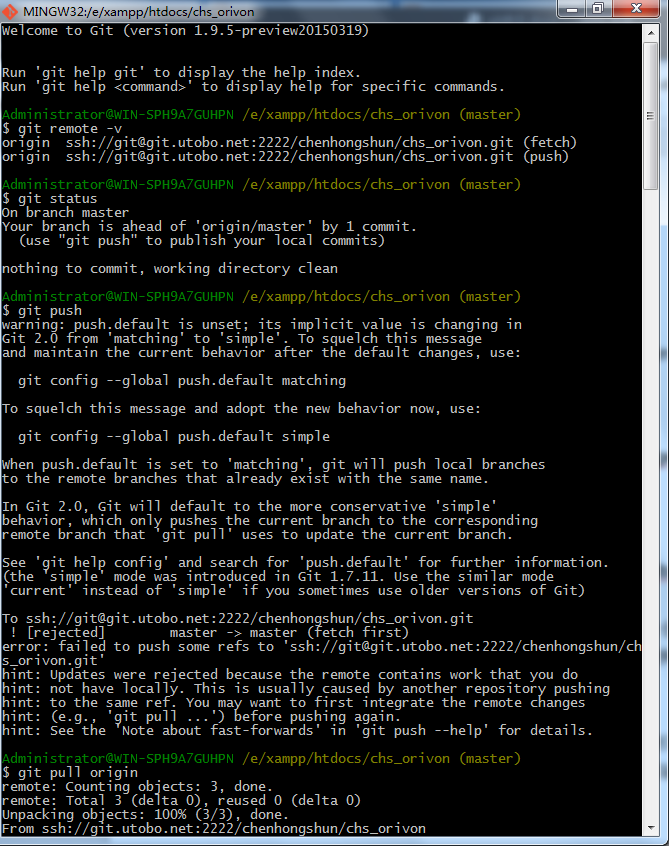 MINGW32:/e/xampp/htdocs/chs_orivon
Welcome to Git (version 1.9.5-preview20150319)
Run 'git help git' to display the help index.
Run 'git help <command>' to display help for specific commands.
Administrator@WIN-SPH9A7GUHPN /e/xampp/htdocs/chs_orivon (master)
$ git remote -v
origin  ssh://git@git.utobo.net:2222/chenhongshun/chs_orivon.git (fetch)
origin  ssh://git@git.utobo.net:2222/chenhongshun/chs_orivon.git (push)
Administrator@WIN-SPH9A7GUHPN /e/xampp/htdocs/chs_orivon (master)
$ git status
On branch master
Your branch is ahead of 'origin/master' by 1 commit.
  (use "git push" to publish your local commits)
nothing to commit, working directory clean
Administrator@WIN-SPH9A7GUHPN /e/xampp/htdocs/chs_orivon (master)
$ git push
warning: push.default is unset; its implicit value is changing in
Git 2.0 from 'matching' to 'simple'. To squelch this message
and maintain the current behavior after the default changes, use:
  git config --global push.default matching
To squelch this message and adopt the new behavior now, use:
  git config --global push.default simple
When push.default is set to 'matching', git will push local branches
to the remote branches that already exist with the same name.
In Git 2.0, Git will default to the more conservative 'simple'
behavior, which only pushes the current branch to the corresponding
remote branch that 'git pull' uses to update the current branch.
See 'git help config' and search for 'push.default' for further information.
(the 'simple' mode was introduced in Git 1.7.11. Use the similar mode
'current' instead of 'simple' if you sometimes use older versions of Git)
To ssh://git@git.utobo.net:2222/chenhongshun/chs_orivon.git
 ! [rejected]        master -> master (fetch first)
error: failed to push some refs to 'ssh://git@git.utobo.net:2222/chenhongshun/ch
s_orivon.git'
hint: Updates were rejected because the remote contains work that you do
hint: not have locally. This is usually caused by another repository pushing
hint: to the same ref. You may want to first integrate the remote changes
hint: (e.g., 'git pull ...') before pushing again.
hint: See the 'Note about fast-forwards' in 'git push --help' for details.
Administrator@WIN-SPH9A7GUHPN /e/xampp/htdocs/chs_orivon (master)
$ git pull origin
remote: Counting objects: 3, done.
remote: Total 3 (delta 0), reused 0 (delta 0)
Unpacking objects: 100% (3/3), done.
From ssh://git.utobo.net:2222/chenhongshun/chs_orivon